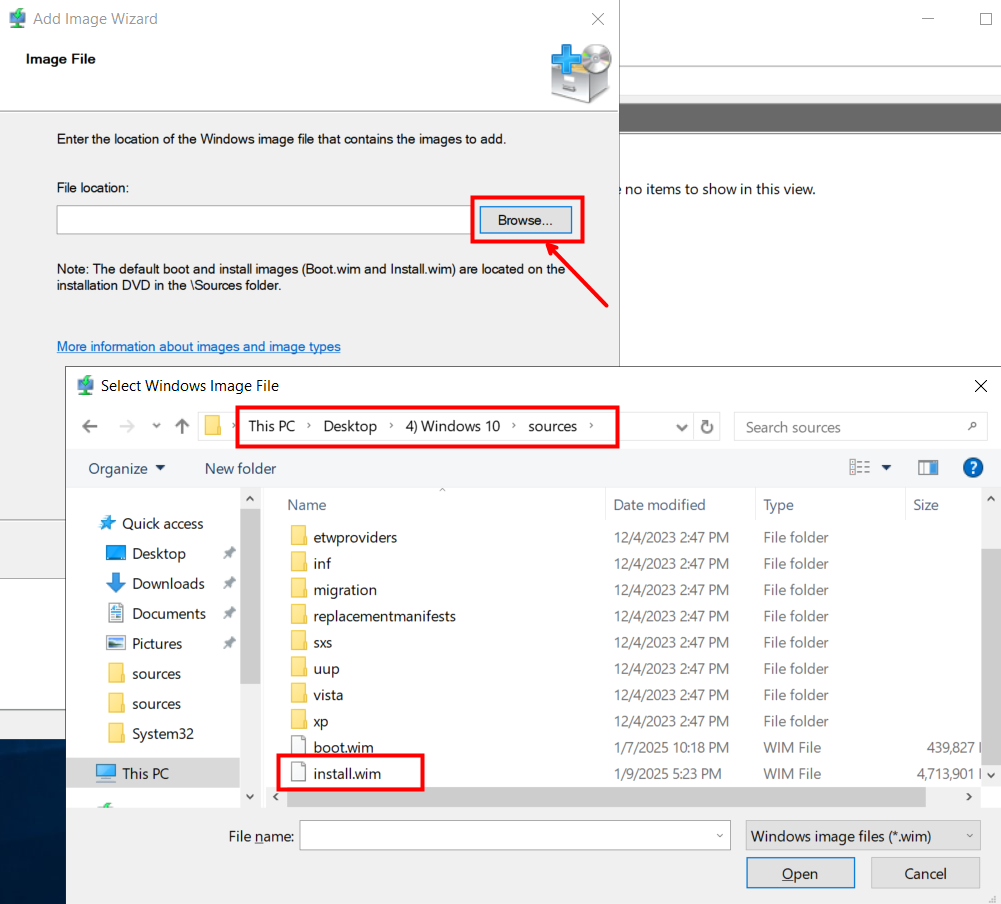 Add Image Wizard
Image File
Enter the location of the Windows image file that contains the images to add.
File location:
Browse...
no items to show in this view.
Note: The default boot and install images (Boot.wim and Install.wim) are located on the
installation DVD in the \Sources folder.
More information about images and image types
Select Windows Image File
This PC > Desktop > 4) Windows 10 > sources >
Search sources
Organize New folder
?
Name Date modified Type Size
Quick access
Desktop
Downloads
Documents
Pictures
sources
sources
System32
This PC
etwproviders 12/4/2023 2:47 PM File folder
inf 12/4/2023 2:47 PM File folder
migration 12/4/2023 2:47 PM File folder
replacementmanifests 12/4/2023 2:47 PM File folder
sxs 12/4/2023 2:47 PM File folder
uup 12/4/2023 2:47 PM File folder
vista 12/4/2023 2:47 PM File folder
xp 12/4/2023 2:47 PM File folder
boot.wim 1/7/2025 10:18 PM WIM File 439,827
install.wim 1/9/2025 5:23 PM WIM File 4,713,901
File name: Windows image files (*.wim)
Open Cancel